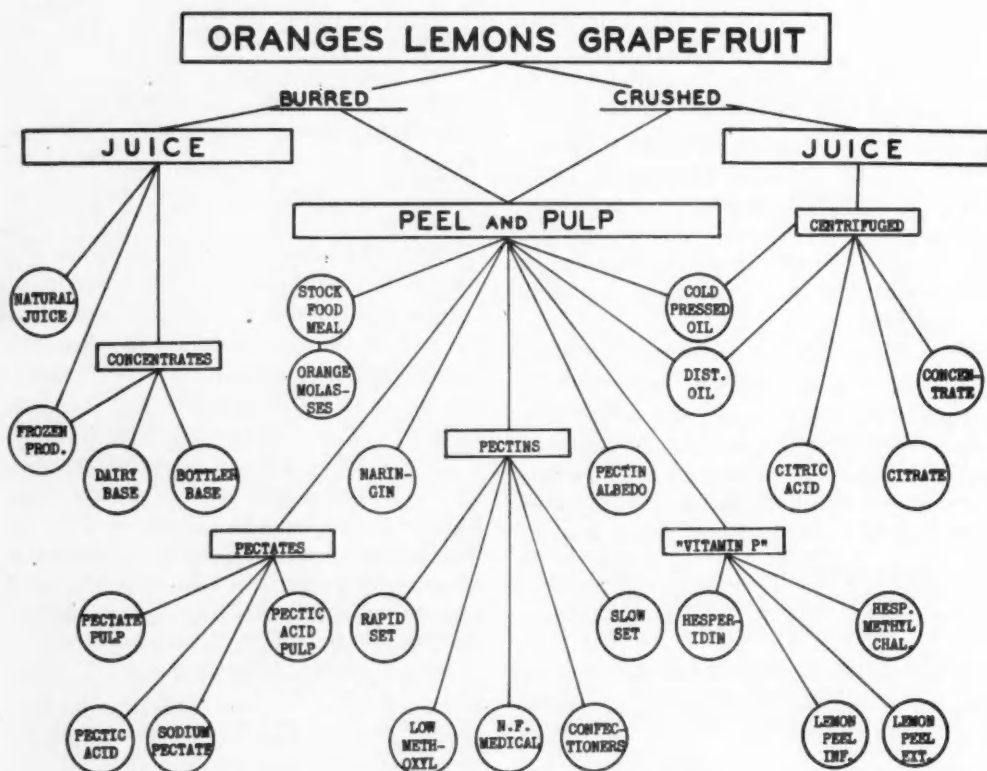 ORANGES LEMONS GRAPEFRUIT
BURRED
CRUSHED
JUICE
JUICE
PEEL AND PULP
CENTRIFUGED
NATURAL
JUICE
STOCK
FOOD
MEAL
COLD
PRESSED
OIL
CONCENTRATES
ORANGE
MOLAS-
SES
DIST.
OIL
CONCEN-
TRATE
FROZEN
PROD.
DAIRY
BASE
BOTTLER
BASE
NARIN-
GIN
PECTINS
PECTIN
ALBEDO
CITRIC
ACID
CITRATE
PECTATES
"VITAMIN P"
PECTATE
PULP
PECTIC
ACID
PULP
RAPID
SET
SLOW
SET
HESPER-
IDIN
HESP.
METHYL
CHAL.
PECTIC
ACID
SODIUM
PECTATE
LOW
METH-
OXYL
N.F.
MEDICAL
CONFEC-
TIONERS
LEMON
PEEL
INF.
LEMON
PEEL
EXT.